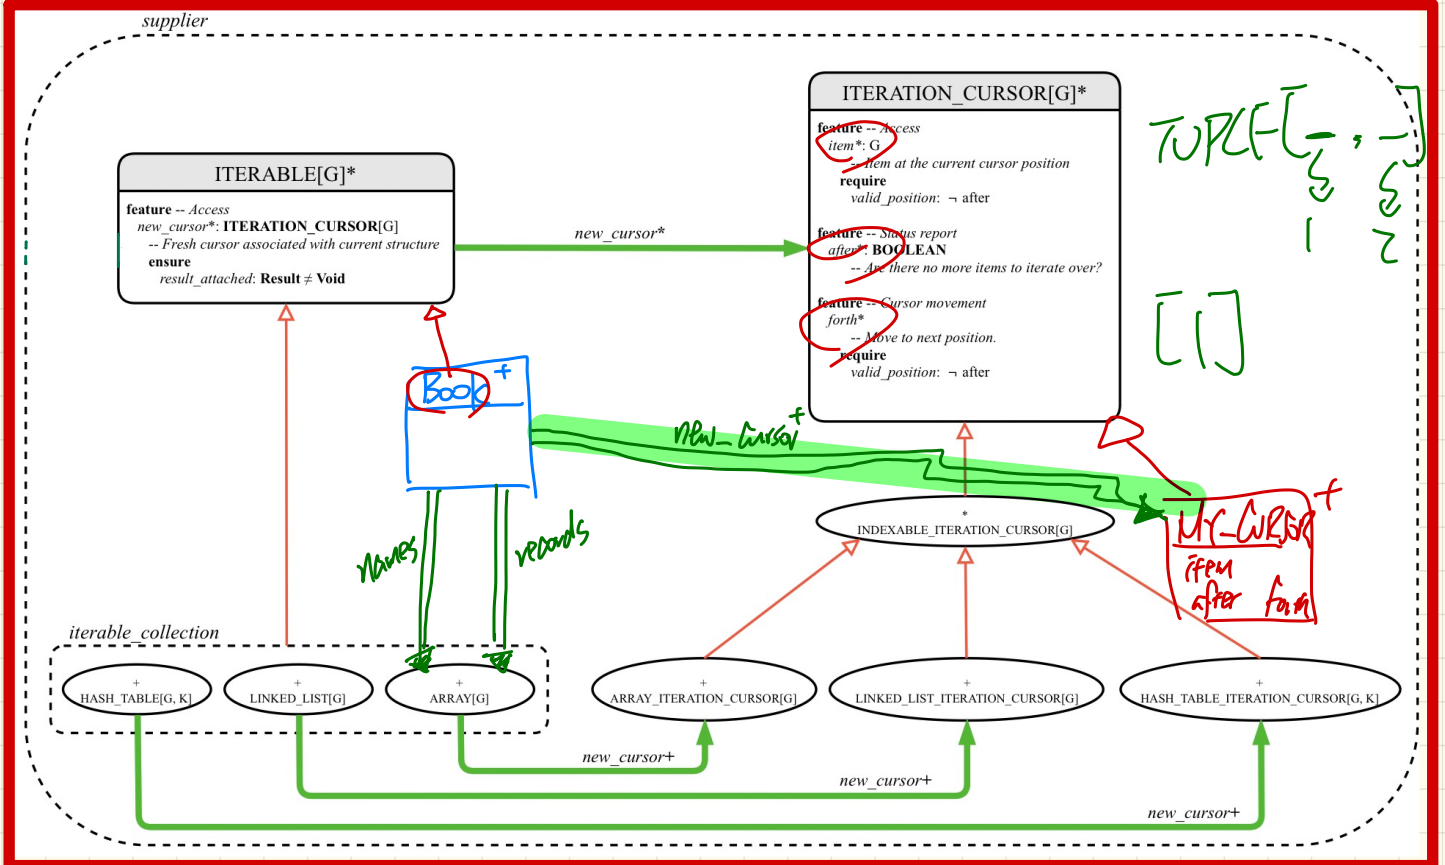 supplier
ITERABLE[G]*
feature -- Access
new_cursor*: ITERATION_CURSOR[G]
-- Fresh cursor associated with current structure
ensure
result_attached: Result ≠ Void
new_cursor*
ITERATION_CURSOR[G]*
feature -- Access
item*: G
-- Item at the current cursor position
require
valid_position: ¬ after
feature -- Status report
after*: BOOLEAN
-- Are there no more items to iterate over?
feature -- Cursor movement
forth*
-- Move to next position.
require
valid_position: ¬ after
TUPLE[_, _]
1 2
[1]
Book +
new_cursor+
names
records
MY_CURSOR +
item
after forth
*
INDEXABLE_ITERATION_CURSOR[G]
iterable_collection
+
HASH_TABLE[G, K]
+
LINKED_LIST[G]
+
ARRAY[G]
+
ARRAY_ITERATION_CURSOR[G]
+
LINKED_LIST_ITERATION_CURSOR[G]
+
HASH_TABLE_ITERATION_CURSOR[G, K]
new_cursor+
new_cursor+
new_cursor+